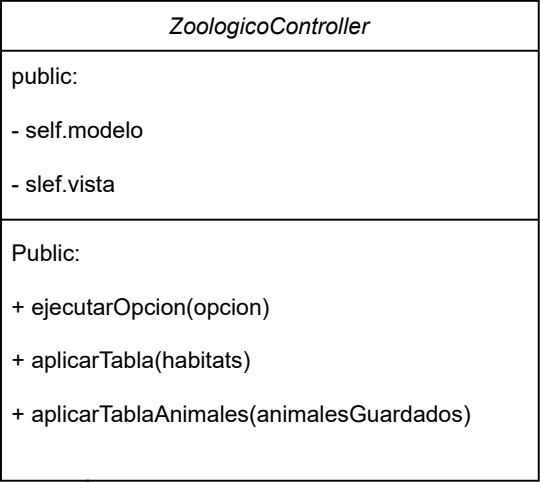 ZoologicoController
public:
- self.modelo
- slef.vista
Public:
+ ejecutarOpcion(opcion)
+ aplicarTabla(habitats)
+ aplicarTablaAnimales(animalesGuardados)